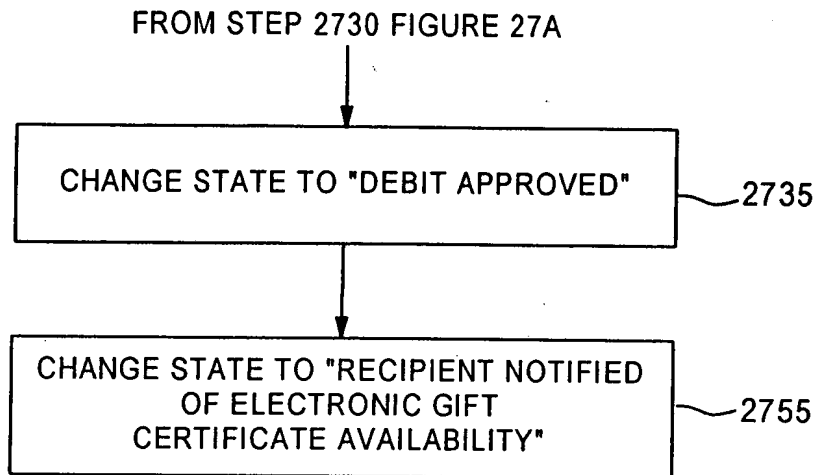 FROM STEP 2730 FIGURE 27A
CHANGE STATE TO "DEBIT APPROVED"
2735
CHANGE STATE TO "RECIPIENT NOTIFIED
OF ELECTRONIC GIFT
CERTIFICATE AVAILABILITY"
2755